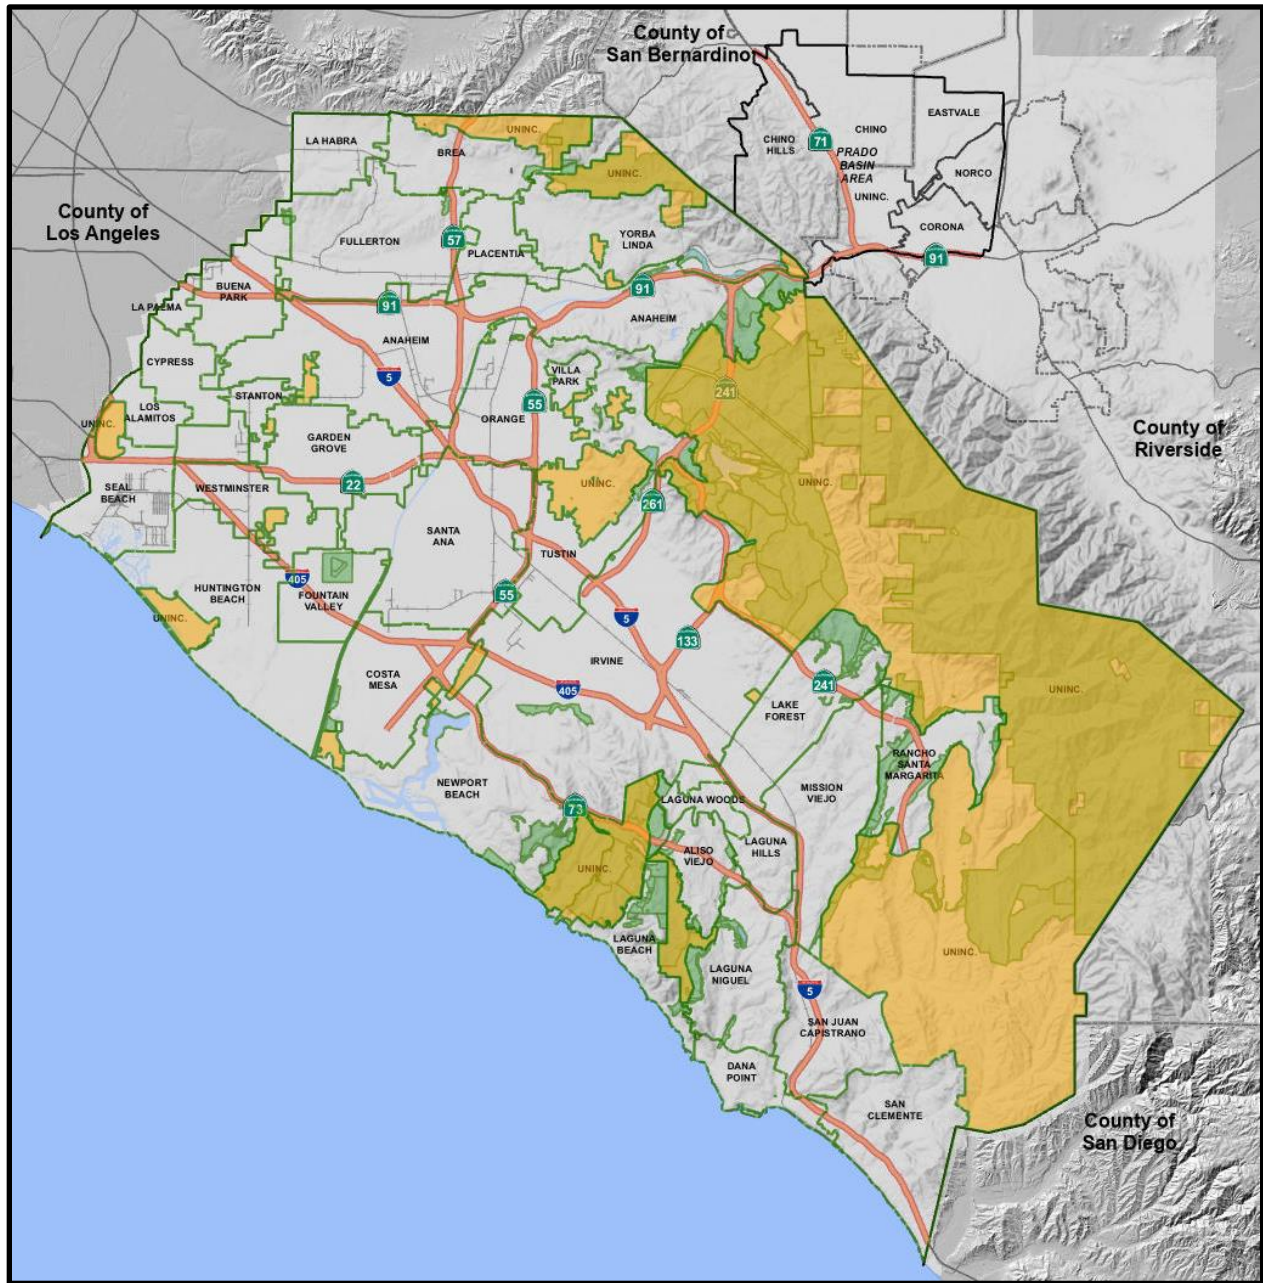 County of
San Bernardino
EASTVALE
CHINO
CHINO
HILLS
71
PRADO
BASIN
AREA
NORCO
UNINC.
CORONA
91
LA HABRA
BREA
UNINC.
UNINC.
County of
Los Angeles
FULLERTON
57
PLACENTIA
YORBA
LINDA
BUENA
PARK
91
91
LA PALMA
ANAHEIM
ANAHEIM
CYPRESS
5
VILLA
PARK
241
STANTON
55
LOS
ALAMITOS
ORANGE
UNINC.
GARDEN
GROVE
County of
Riverside
SEAL
BEACH
WESTMINSTER
22
UNINC.
261
UNINC.
SANTA
ANA
TUSTIN
405
HUNTINGTON
BEACH
FOUNTAIN
VALLEY
55
UNINC.
5
133
COSTA
MESA
IRVINE
405
241
UNINC.
LAKE
FOREST
RANCHO
SANTA
MARGARITA
NEWPORT
BEACH
MISSION
VIEJO
73
LAGUNA WOODS
LAGUNA
HILLS
ALISO
VIEJO
UNINC.
LAGUNA
BEACH
UNINC.
LAGUNA
NIGUEL
5
SAN JUAN
CAPISTRANO
DANA
POINT
SAN
CLEMENTE
County of
San Diego